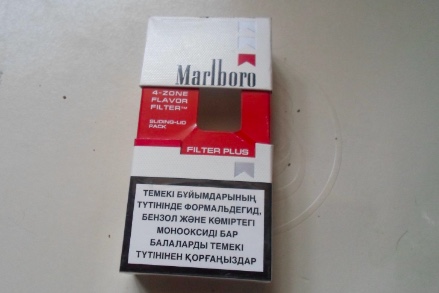 Marlboro
4-ZONE
FLAVOR
FILTER™
SLIDING-LID
PACK
FILTER PLUS
ТЕМЕКІ БҰЙЫМДАРЫНЫҢ
ТҮТІНІНДЕ ФОРМАЛЬДЕГИД,
БЕНЗОЛ ЖӘНЕ КӨМІРТЕГІ
МОНООКСИДІ БАР
БАЛАЛАРДЫ ТЕМЕКІ
ТҮТІНІНЕН ҚОРҒАҢЫЗДАР